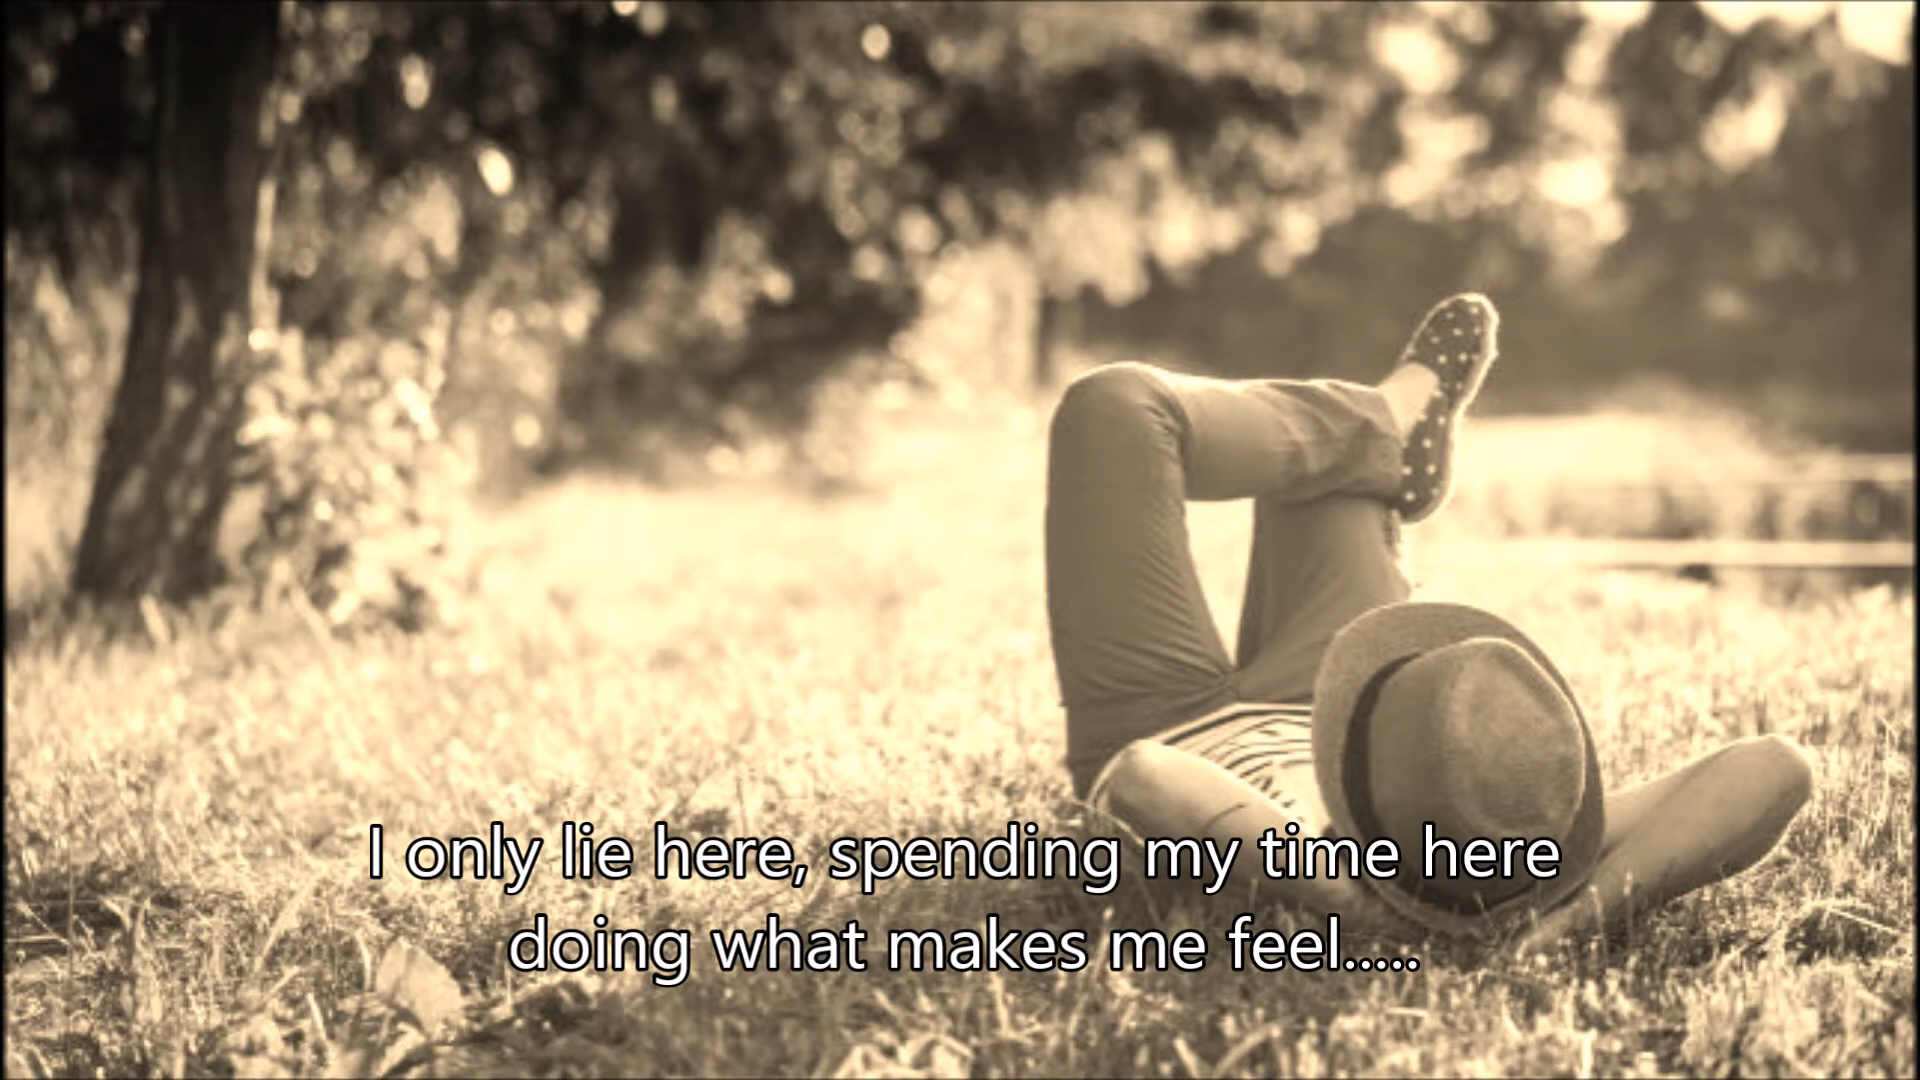 I only lie here, spending my time here
doing what makes me feel.....